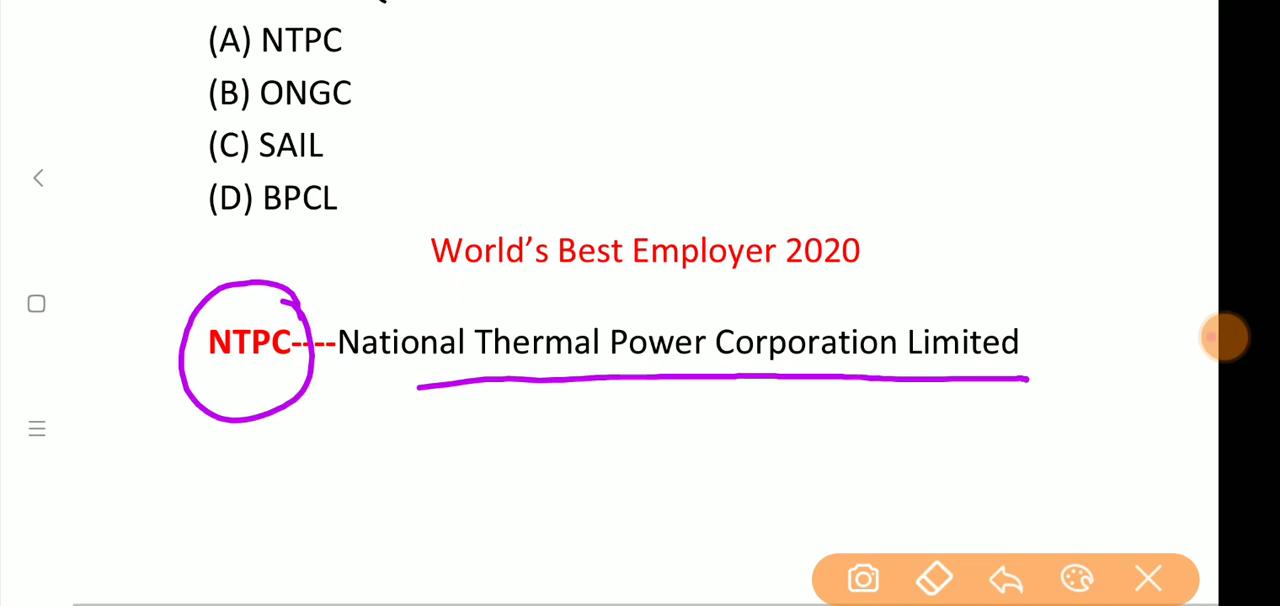 (A) NTPC
(B) ONGC
(C) SAIL
(D) BPCL
World’s Best Employer 2020
NTPC----National Thermal Power Corporation Limited